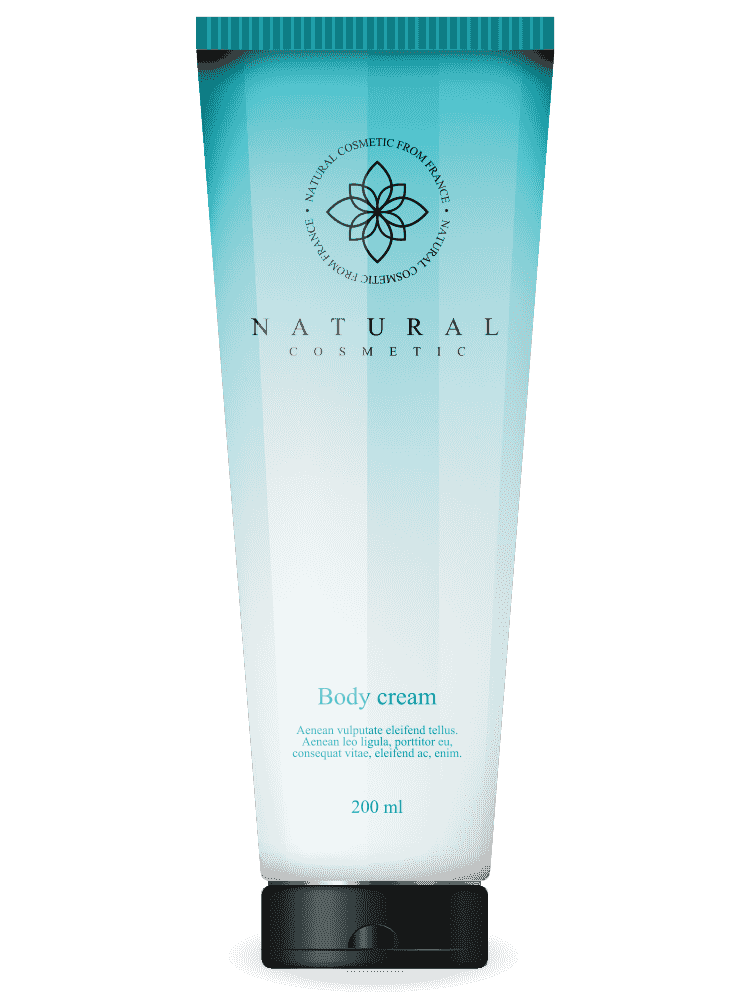 NATURAL COSMETIC FROM FRANCE • NATURAL COSMETIC FROM FRANCE •
NATURAL
COSMETIC
Body cream
Aenean vulputate eleifend tellus.
Aenean leo ligula, porttitor eu,
consequat vitae, eleifend ac, enim.
200 ml